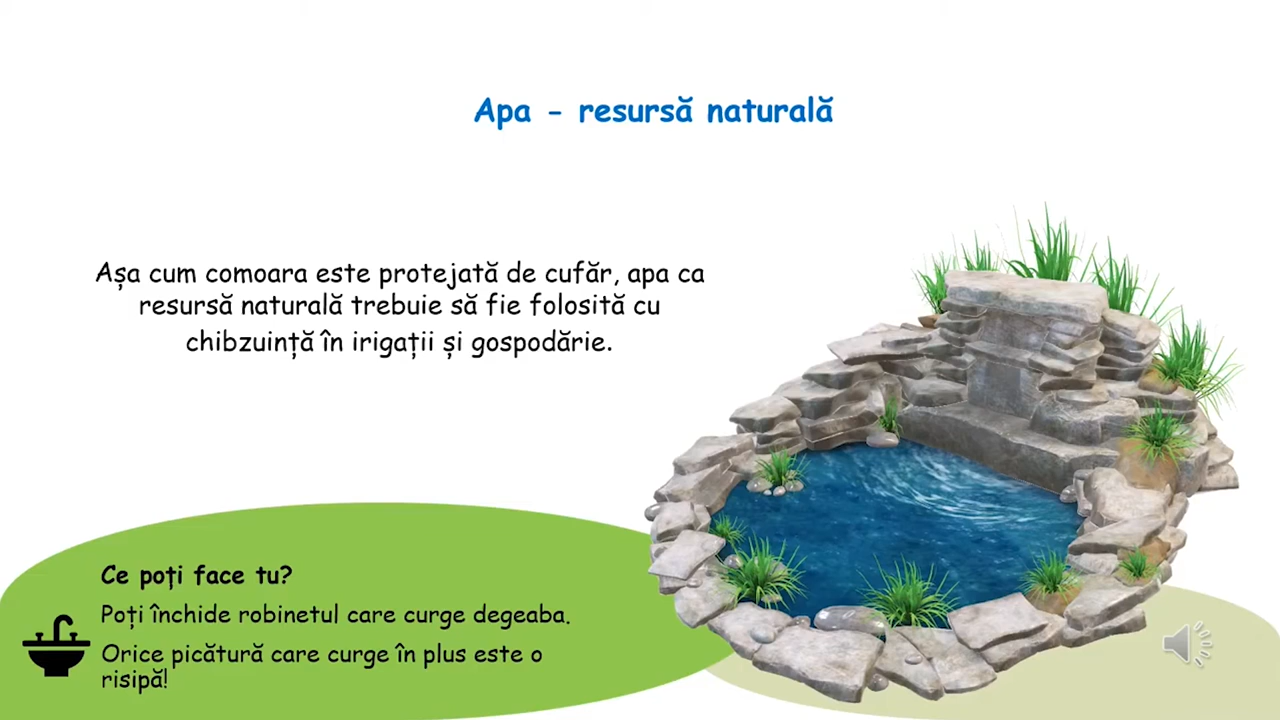 Apa - resursă naturală
Așa cum comoara este protejată de cufăr, apa ca
resursă naturală trebuie să fie folosită cu
chibzuință în irigații și gospodărie.
Ce poți face tu?
Poți închide robinetul care curge degeaba.
Orice picătură care curge în plus este o
risipă!